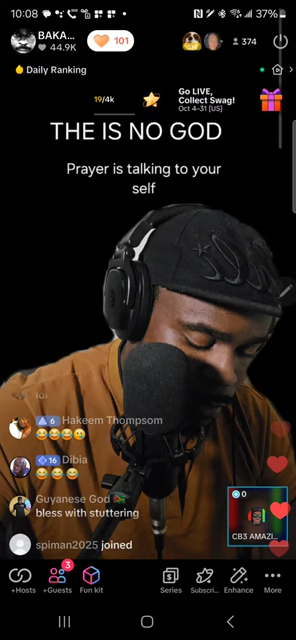 10:08
37%
BAKA...
44.9K
101
374
Daily Ranking
19/4k
Go LIVE,
Collect Swag!
Oct 4–31 [US]
THE IS NO GOD
Prayer is talking to your
self
lol
6 Hakeem Thompsom
16 Dibia
Guyanese God
bless with stuttering
spiman2025 joined
0
CB3 AMAZI...
+Hosts
3
+Guests
Fun kit
Series
Subscri...
Enhance
More